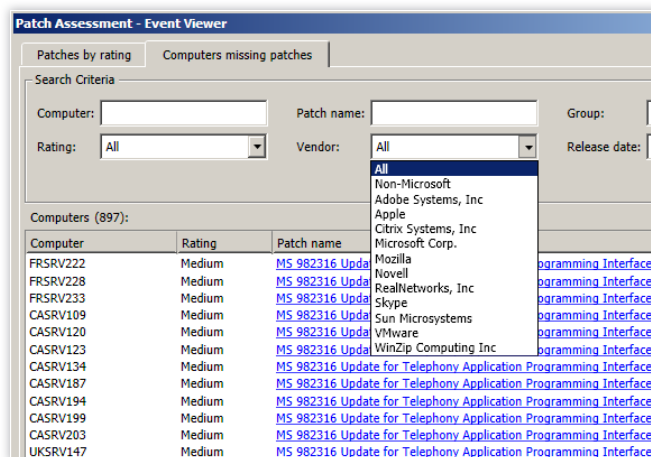 Patch Assessment - Event Viewer
Patches by rating Computers missing patches
Search Criteria
Computer: Patch name: Group:
Rating: All Vendor: All Release date:
All
Non-Microsoft
Adobe Systems, Inc
Apple
Citrix Systems, Inc
Microsoft Corp.
Mozilla
Novell
RealNetworks, Inc
Skype
Sun Microsystems
VMware
WinZip Computing Inc
Computers (897):
Computer Rating Patch name
FRSRV222 Medium MS 982316 Upda ogramming Interface
FRSRV228 Medium MS 982316 Upda ogramming Interface
FRSRV233 Medium MS 982316 Upda ogramming Interface
CASRV109 Medium MS 982316 Upda ogramming Interface
CASRV120 Medium MS 982316 Upda ogramming Interface
CASRV123 Medium MS 982316 Upda ogramming Interface
CASRV134 Medium MS 982316 Update for Telephony Application Programming Interface
CASRV187 Medium MS 982316 Update for Telephony Application Programming Interface
CASRV194 Medium MS 982316 Update for Telephony Application Programming Interface
CASRV199 Medium MS 982316 Update for Telephony Application Programming Interface
CASRV203 Medium MS 982316 Update for Telephony Application Programming Interface
UKSRV147 Medium MS 982316 Update for Telephony Application Programming Interface